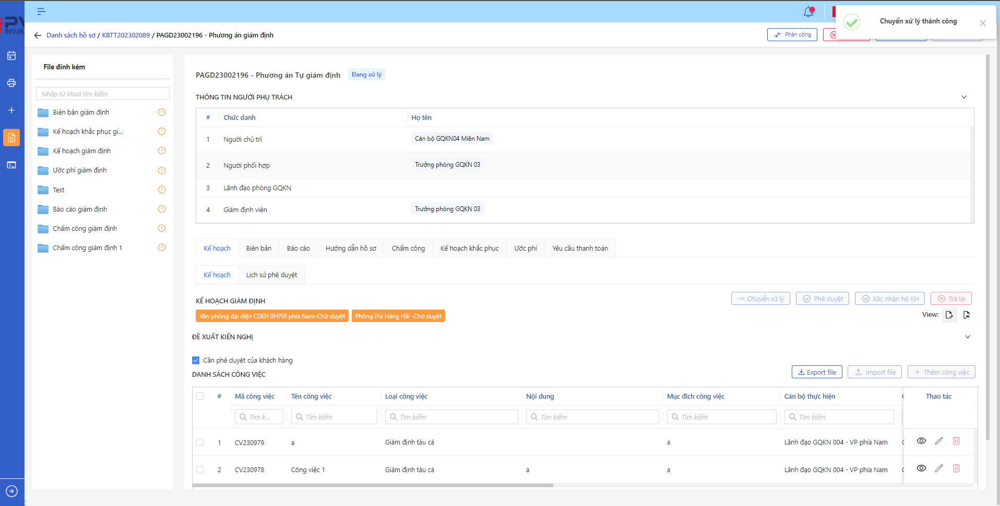 PV
INSUR
Chuyển xử lý thành công
Danh sách hồ sơ / KBTT202302089 / PAGD23002196 - Phương án giám định
Phân công
File đính kèm
Nhập từ khoá tìm kiếm
Biên bản giám định
Kế hoạch khắc phục gi...
Kế hoạch giám định
Ước phí giám định
Test
Báo cáo giám định
Chấm công giám định
Chấm công giám định 1
PAGD23002196 - Phương án Tự giám định
Đang xử lý
THÔNG TIN NGƯỜI PHỤ TRÁCH
# Chức danh Họ tên
1 Người chủ trì Cán bộ GQKN04 Miền Nam
2 Người phối hợp Trưởng phòng GQKN 03
3 Lãnh đạo phòng GQKN
4 Giám định viên Trưởng phòng GQKN 03
Kế hoạch Biên bản Báo cáo Hướng dẫn hồ sơ Chấm công Kế hoạch khắc phục Ước phí Yêu cầu thanh toán
Kế hoạch Lịch sử phê duyệt
KẾ HOẠCH GIÁM ĐỊNH
Chuyển xử lý Phê duyệt Xác nhận hộ KH Trả lại
Văn phòng đại diện CSKH BHPVI phía Nam-Chờ duyệt Phòng Phi Hàng Hải -Chờ duyệt
View:
ĐỀ XUẤT KIẾN NGHỊ
Cần phê duyệt của khách hàng
DANH SÁCH CÔNG VIỆC
Export file Import file + Thêm công việc
# Mã công việc Tên công việc Loại công việc Nội dung Mục đích công việc Cán bộ thực hiện Thao tác
Tìm k... Tìm kiếm Tìm kiếm Tìm kiếm Tìm kiếm Tìm kiếm
1 CV230979 a Giám định tàu cá a Lãnh đạo GQKN 004 - VP phía Nam
2 CV230978 Công việc 1 Giám định tàu cá a a Lãnh đạo GQKN 004 - VP phía Nam
;